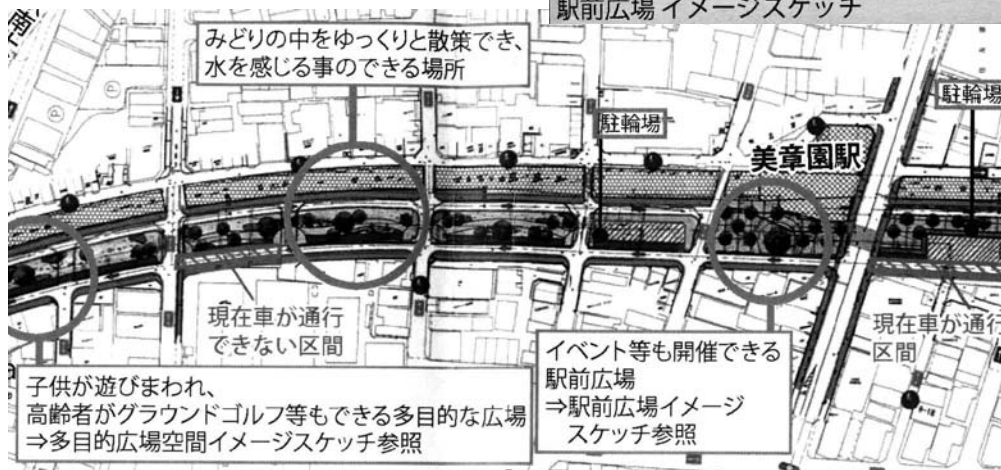 駅前広場 イメージスケッチ
みどりの中をゆっくりと散策でき、
水を感じる事のできる場所
駐輪場
駐輪場
美章園駅
現在車が通行
できない区間
現在車が通行
区間
子供が遊びまわれ、
高齢者がグラウンドゴルフ等もできる多目的な広場
⇒多目的広場空間イメージスケッチ参照
イベント等も開催できる
駅前広場
⇒駅前広場イメージ
スケッチ参照